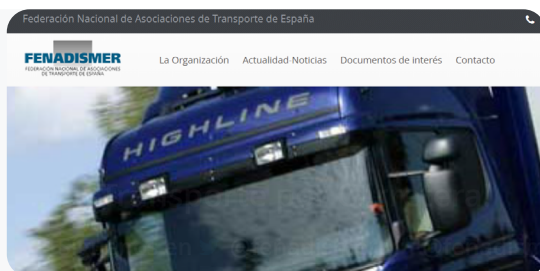 Federación Nacional de Asociaciones de Transporte de España
FENADISMER
FEDERACIÓN NACIONAL DE ASOCIACIONES
DE TRANSPORTE DE ESPAÑA
La Organización Actualidad-Noticias Documentos de interés Contacto
HIGHLINE